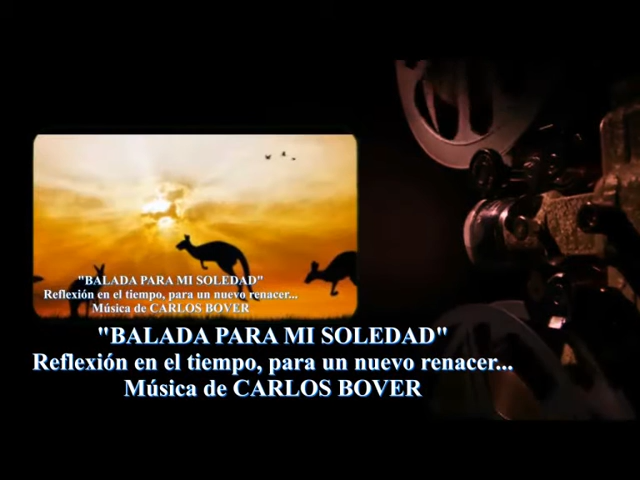 "BALADA PARA MI SOLEDAD"
Reflexión en el tiempo, para un nuevo renacer...
Música de CARLOS BOVER
"BALADA PARA MI SOLEDAD"
Reflexión en el tiempo, para un nuevo renacer...
Música de CARLOS BOVER